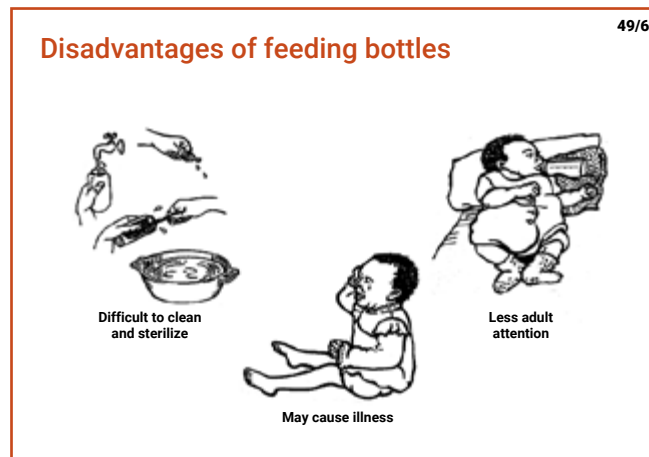 49/6
Disadvantages of feeding bottles
Difficult to clean
and sterilize
Less adult
attention
May cause illness